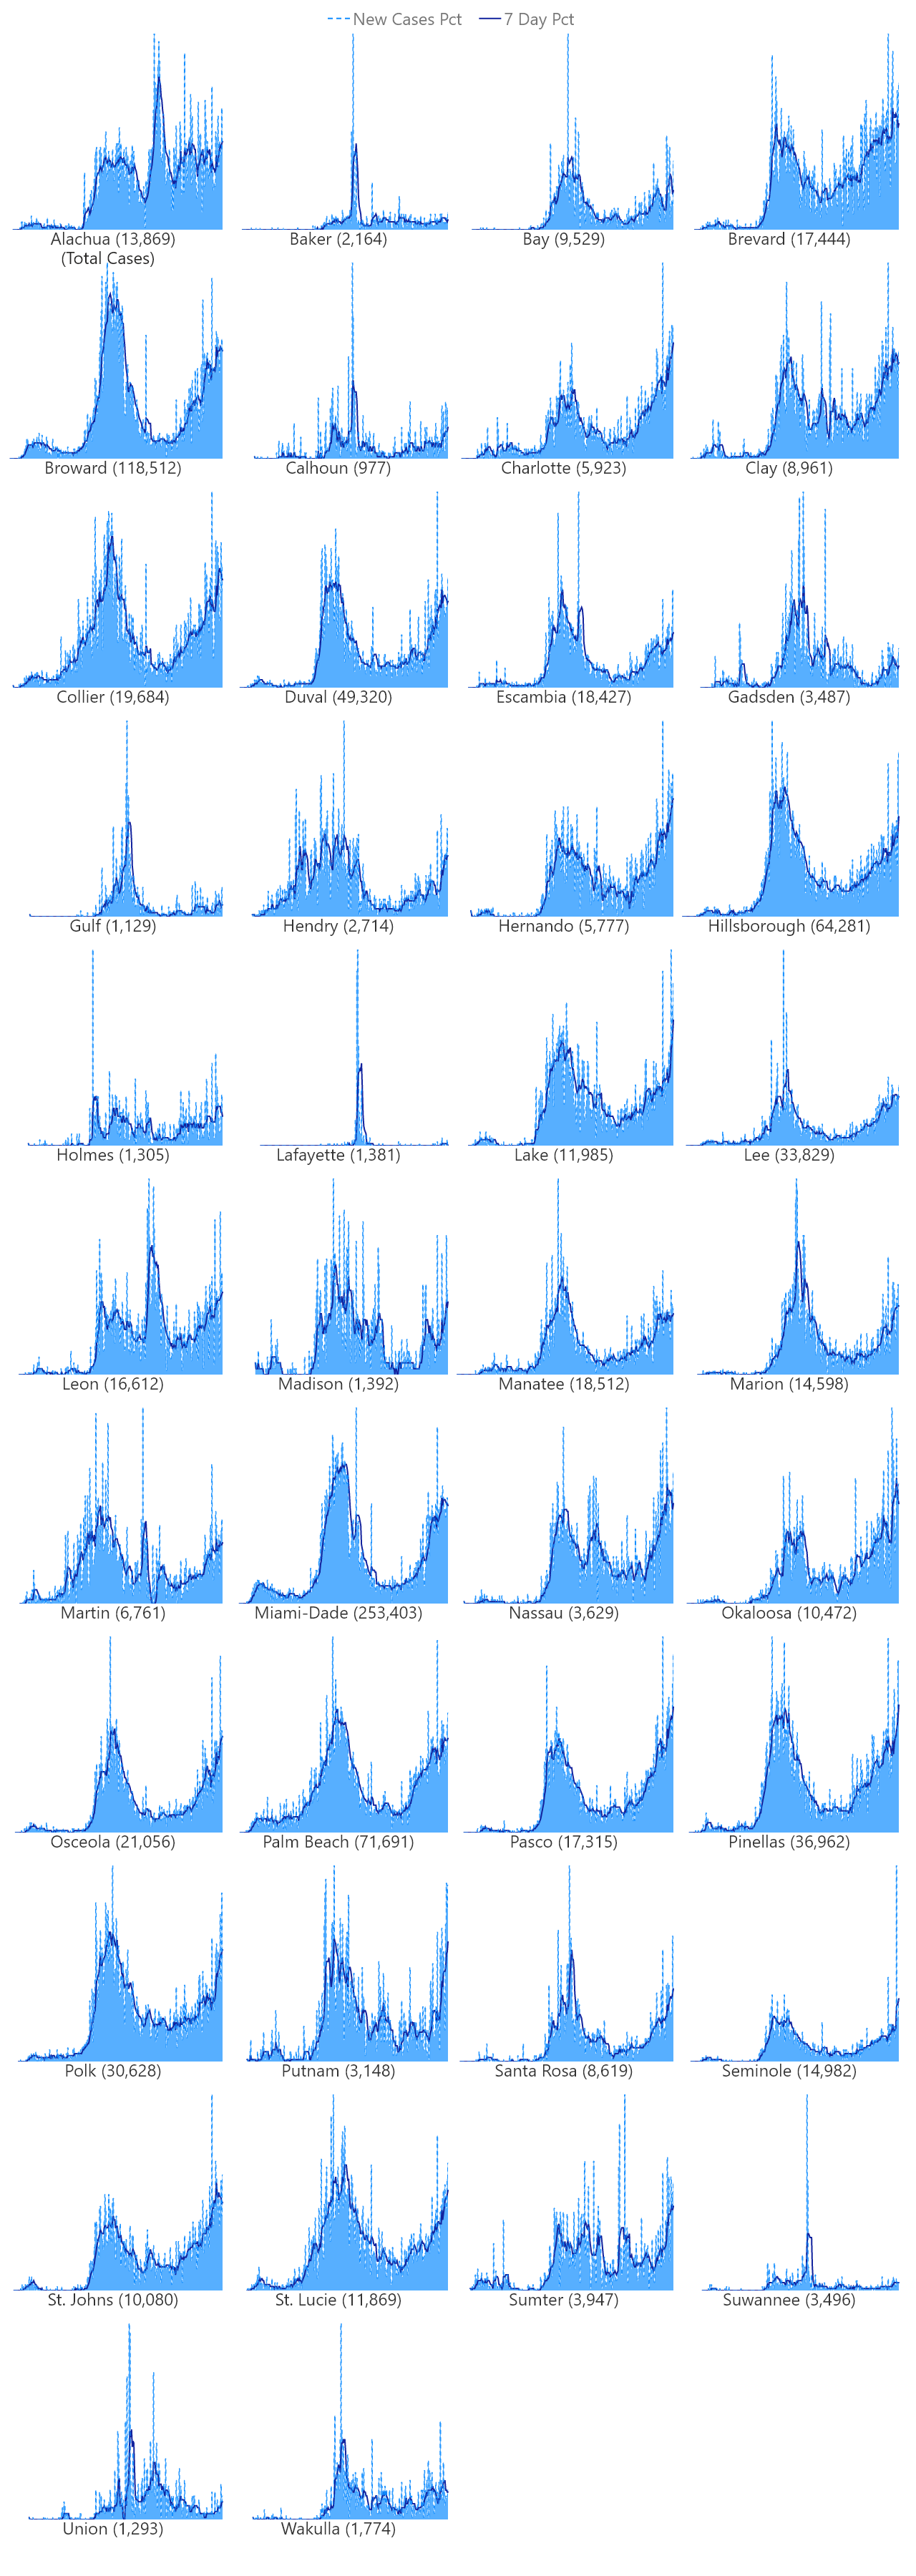 New Cases Pct 7 Day Pct
Alachua (13,869) Baker (2,164) Bay (9,529) Brevard (17,444)
(Total Cases)
Broward (118,512) Calhoun (977) Charlotte (5,923) Clay (8,961)
Collier (19,684) Duval (49,320) Escambia (18,427) Gadsden (3,487)
Gulf (1,129) Hendry (2,714) Hernando (5,777) Hillsborough (64,281)
Holmes (1,305) Lafayette (1,381) Lake (11,985) Lee (33,829)
Leon (16,612) Madison (1,392) Manatee (18,512) Marion (14,598)
Martin (6,761) Miami-Dade (253,403) Nassau (3,629) Okaloosa (10,472)
Osceola (21,056) Palm Beach (71,691) Pasco (17,315) Pinellas (36,962)
Polk (30,628) Putnam (3,148) Santa Rosa (8,619) Seminole (14,982)
St. Johns (10,080) St. Lucie (11,869) Sumter (3,947) Suwannee (3,496)
Union (1,293) Wakulla (1,774)